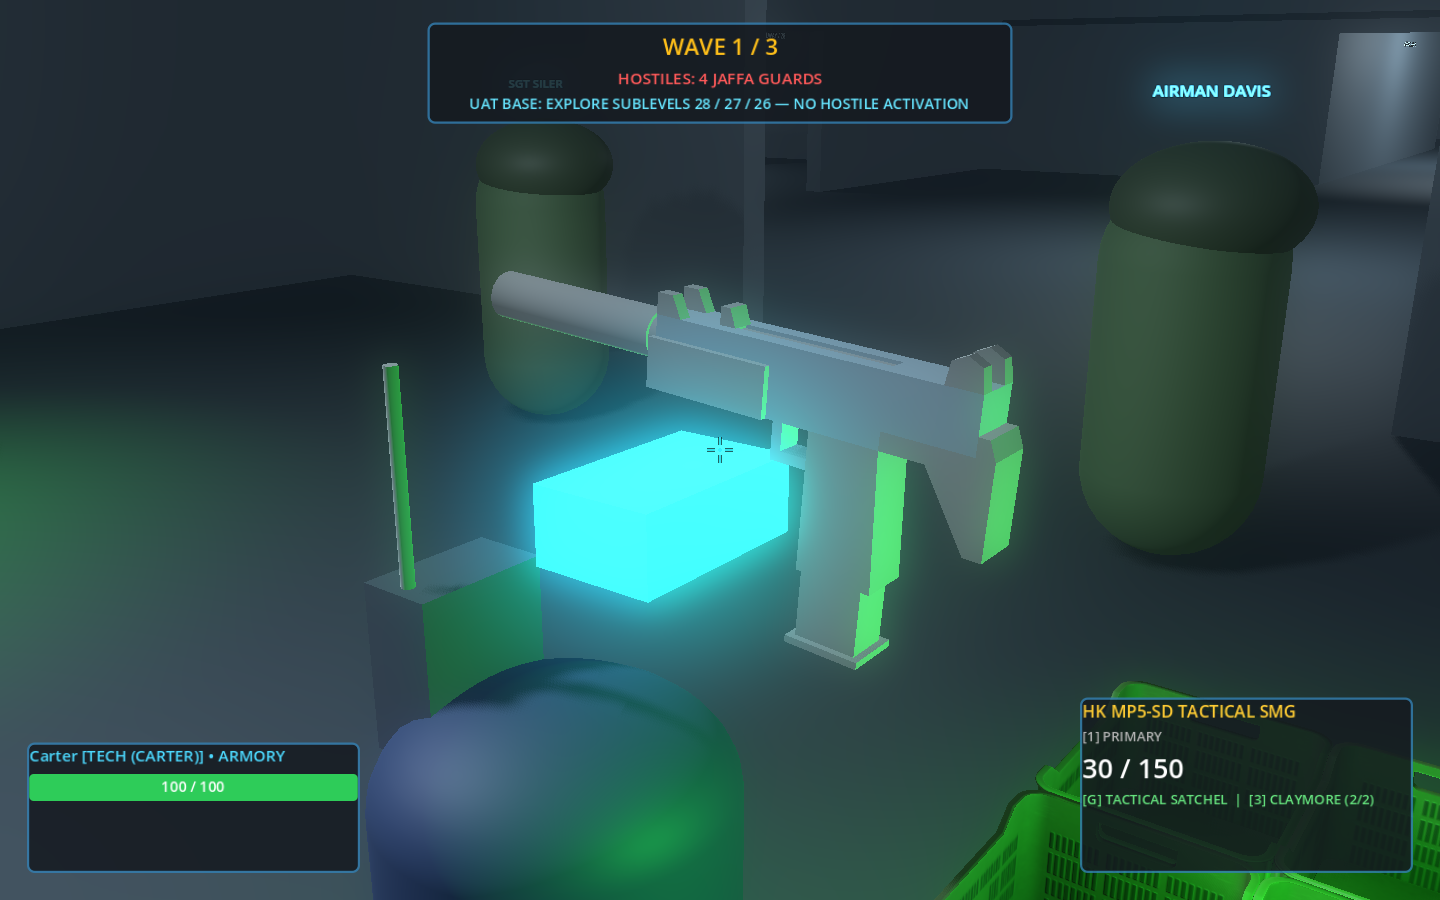 WAVE 1 / 3
SGT SILER
HOSTILES: 4 JAFFA GUARDS
UAT BASE: EXPLORE SUBLEVELS 28 / 27 / 26 — NO HOSTILE ACTIVATION
AIRMAN DAVIS
Carter [TECH (CARTER)] • ARMORY
100 / 100
HK MP5-SD TACTICAL SMG
[1] PRIMARY
30 / 150
[G] TACTICAL SATCHEL | [3] CLAYMORE (2/2)